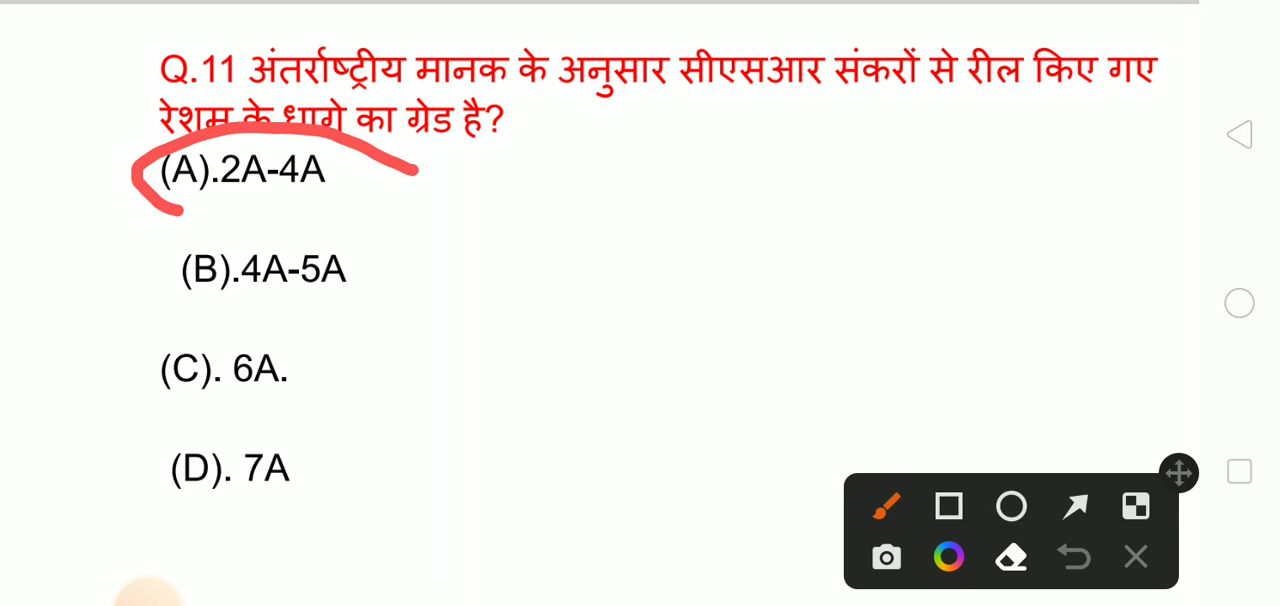 Q.11 अंतर्राष्ट्रीय मानक के अनुसार सीएसआर संकरों से रील किए गए
रेशम के धागे का ग्रेड है?
(A).2A-4A
(B).4A-5A
(C). 6A.
(D). 7A